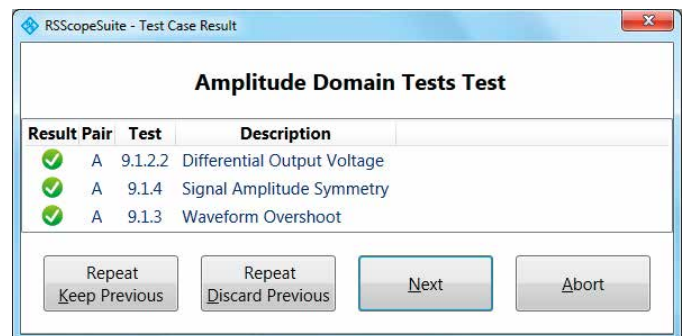 RSScopeSuite - Test Case Result
Amplitude Domain Tests Test
Result Pair Test Description
A 9.1.2.2 Differential Output Voltage
A 9.1.4 Signal Amplitude Symmetry
A 9.1.3 Waveform Overshoot
Repeat
Keep Previous
Repeat
Discard Previous
Next
Abort